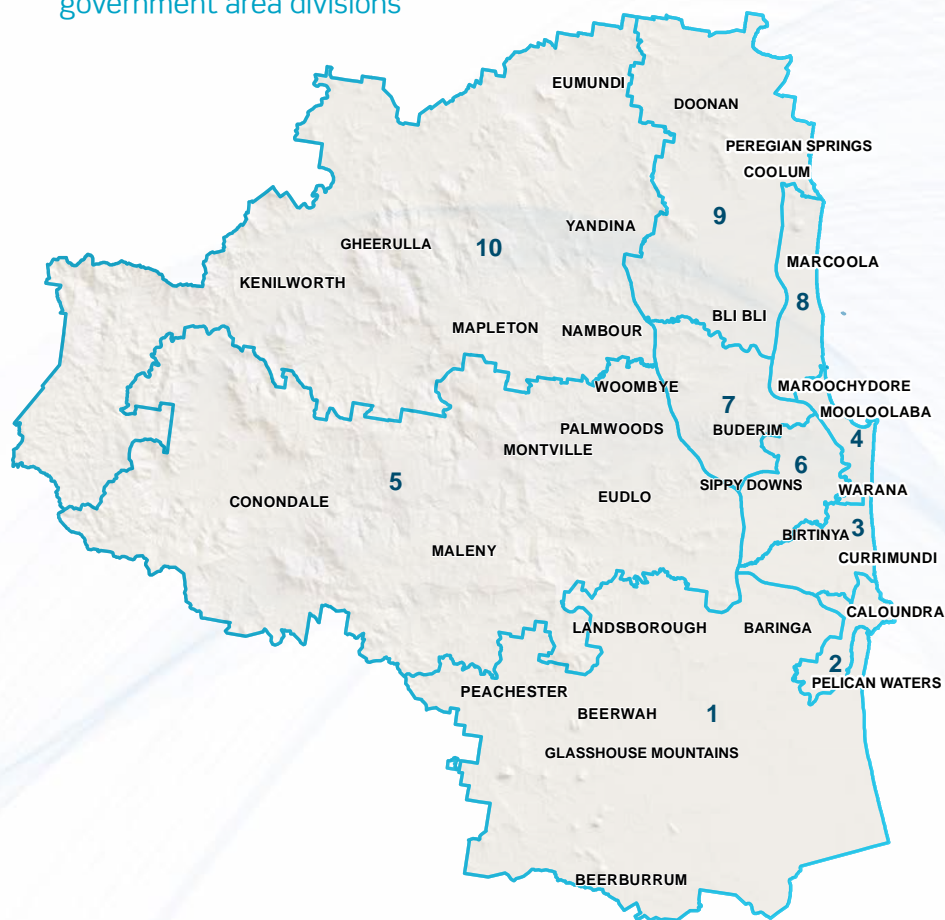 government area divisions
EUMUNDI
DOONAN
PEREGIAN SPRINGS
COOLUM
9
YANDINA
GHEERULLA
10
MARCOOLA
KENILWORTH
8
BLI BLI
MAPLETON
NAMBOUR
WOOMBYE
MAROOCHYDORE
7
MOOLOOLABA
PALMWOODS
BUDERIM
4
MONTVILLE
6
5
SIPPY DOWNS
WARANA
CONONDALE
EUDLO
BIRTINYA
3
MALENY
CURRIMUNDI
CALOUNDRA
LANDSBOROUGH
BARINGA
2
PELICAN WATERS
PEACHESTER
BEERWAH
1
GLASSHOUSE MOUNTAINS
BEERBURRUM